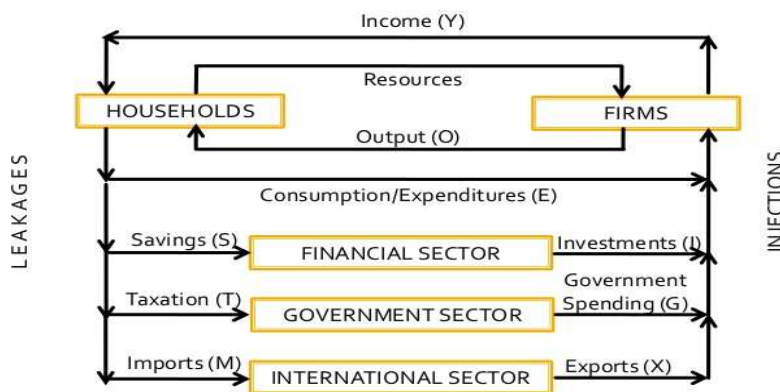 Income (Y)
Resources
HOUSEHOLDS
FIRMS
Output (O)
LEAKAGES
INJECTIONS
Consumption/Expenditures (E)
Savings (S)
FINANCIAL SECTOR
Investments (I)
Taxation (T)
GOVERNMENT SECTOR
Government
Spending (G)
Imports (M)
INTERNATIONAL SECTOR
Exports (X)